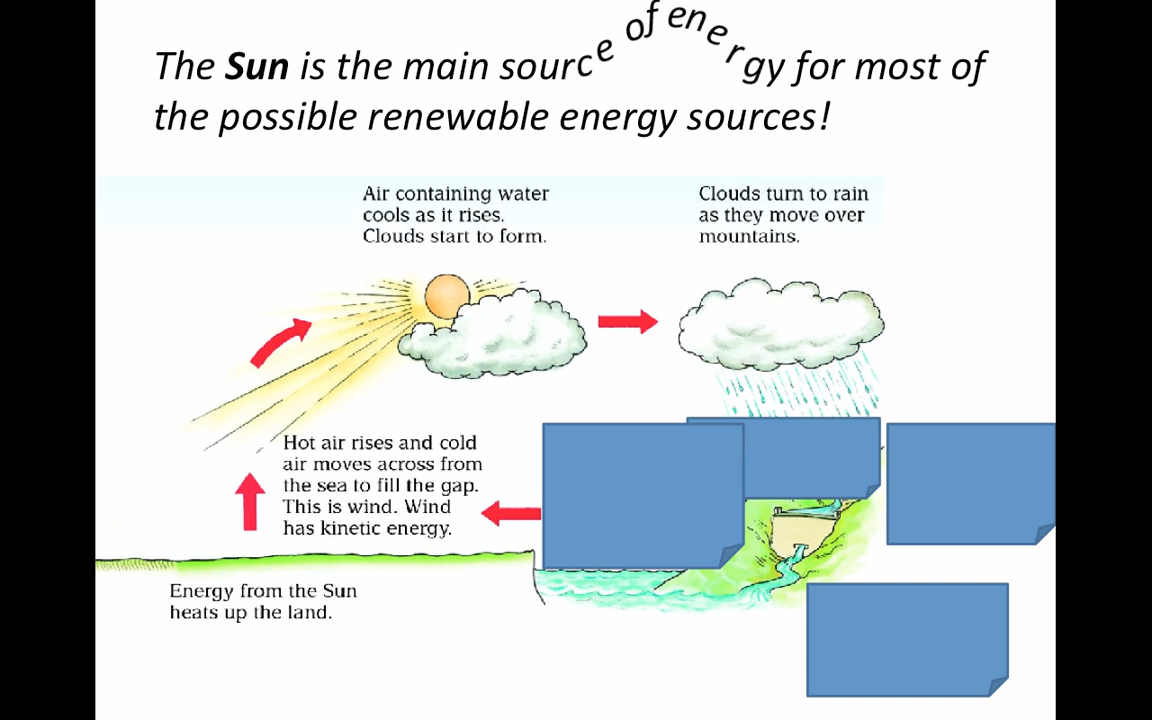 The Sun is the main source of energy for most of
the possible renewable energy sources!
Air containing water
cools as it rises.
Clouds start to form.
Clouds turn to rain
as they move over
mountains.
Hot air rises and cold
air moves across from
the sea to fill the gap.
This is wind. Wind
has kinetic energy.
Energy from the Sun
heats up the land.